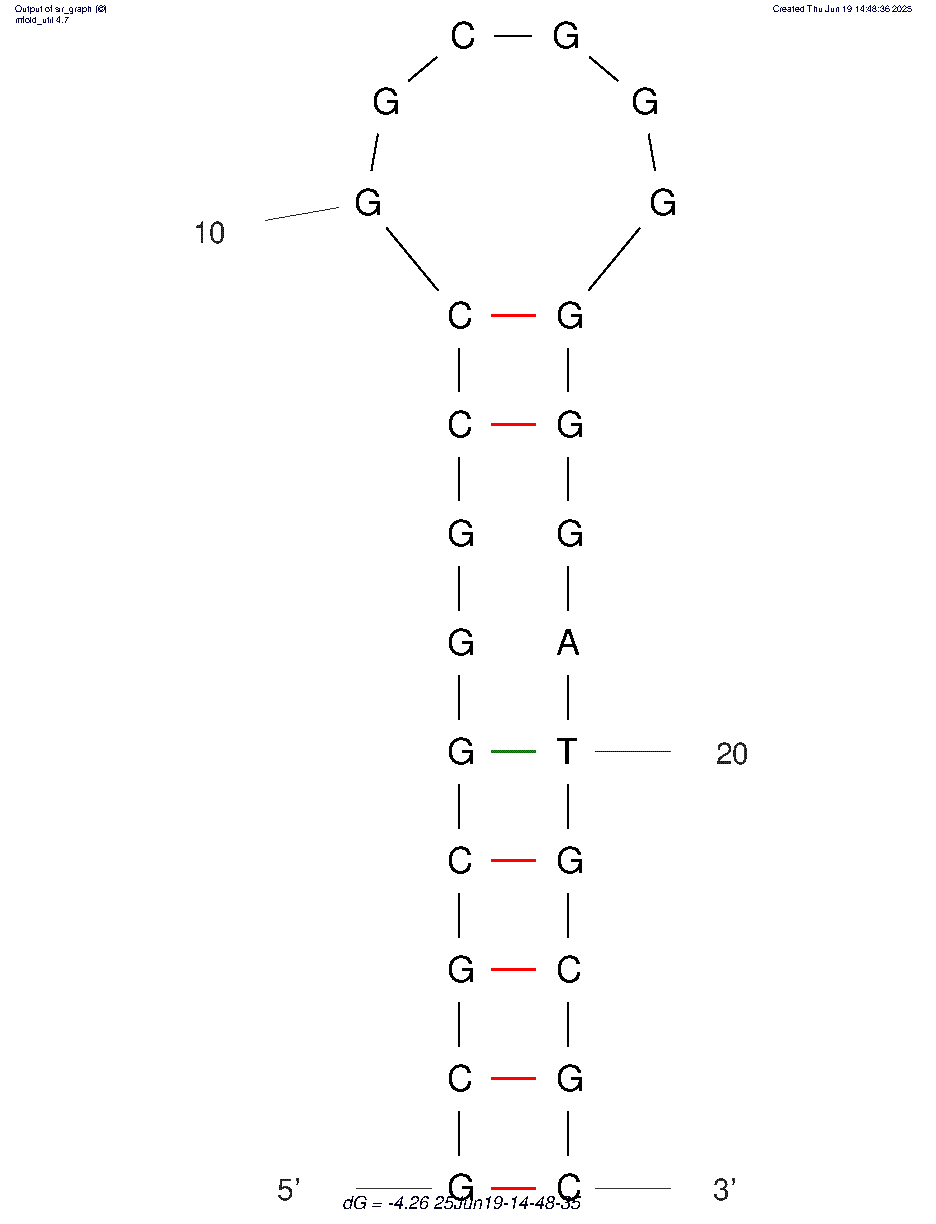 Output of sir_graph (©)
mfold_util 4.7
Created Thu Jun 19 14:48:36 2025
C G
G G
G G
10
C G
C G
G G
G A
G T 20
C G
G C
C G
5’ G C 3’
dG = -4.26 25Jun19-14-48-35